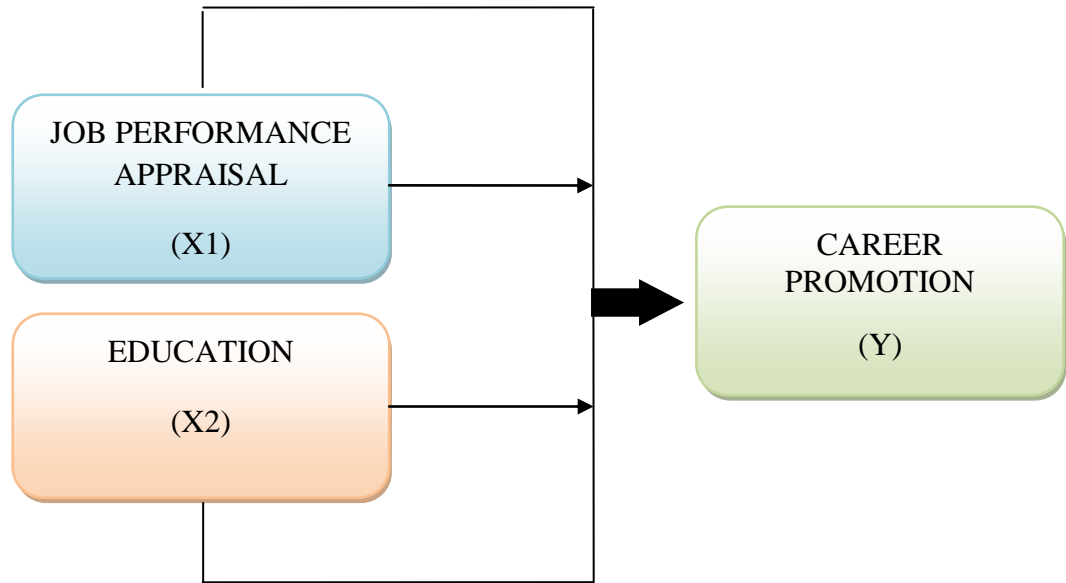 JOB PERFORMANCE
APPRAISAL
(X1)
EDUCATION
(X2)
CAREER
PROMOTION
(Y)